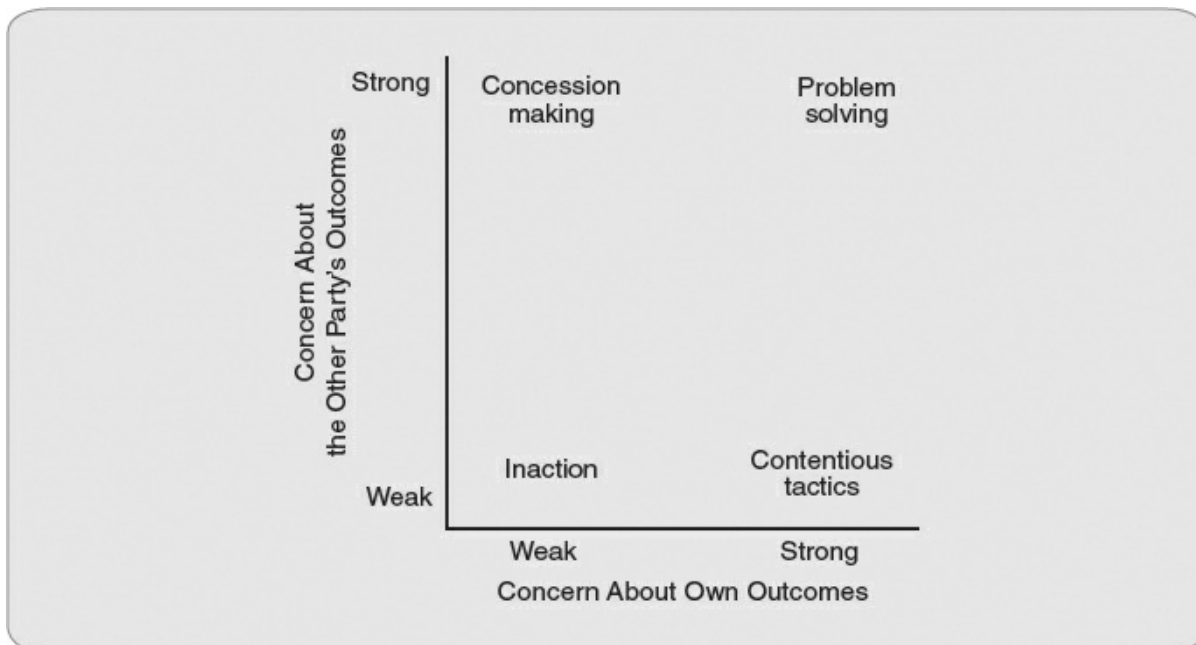 Strong
Concession
making
Problem
solving
Concern About
the Other Party's Outcomes
Inaction
Contentious
tactics
Weak
Weak
Strong
Concern About Own Outcomes